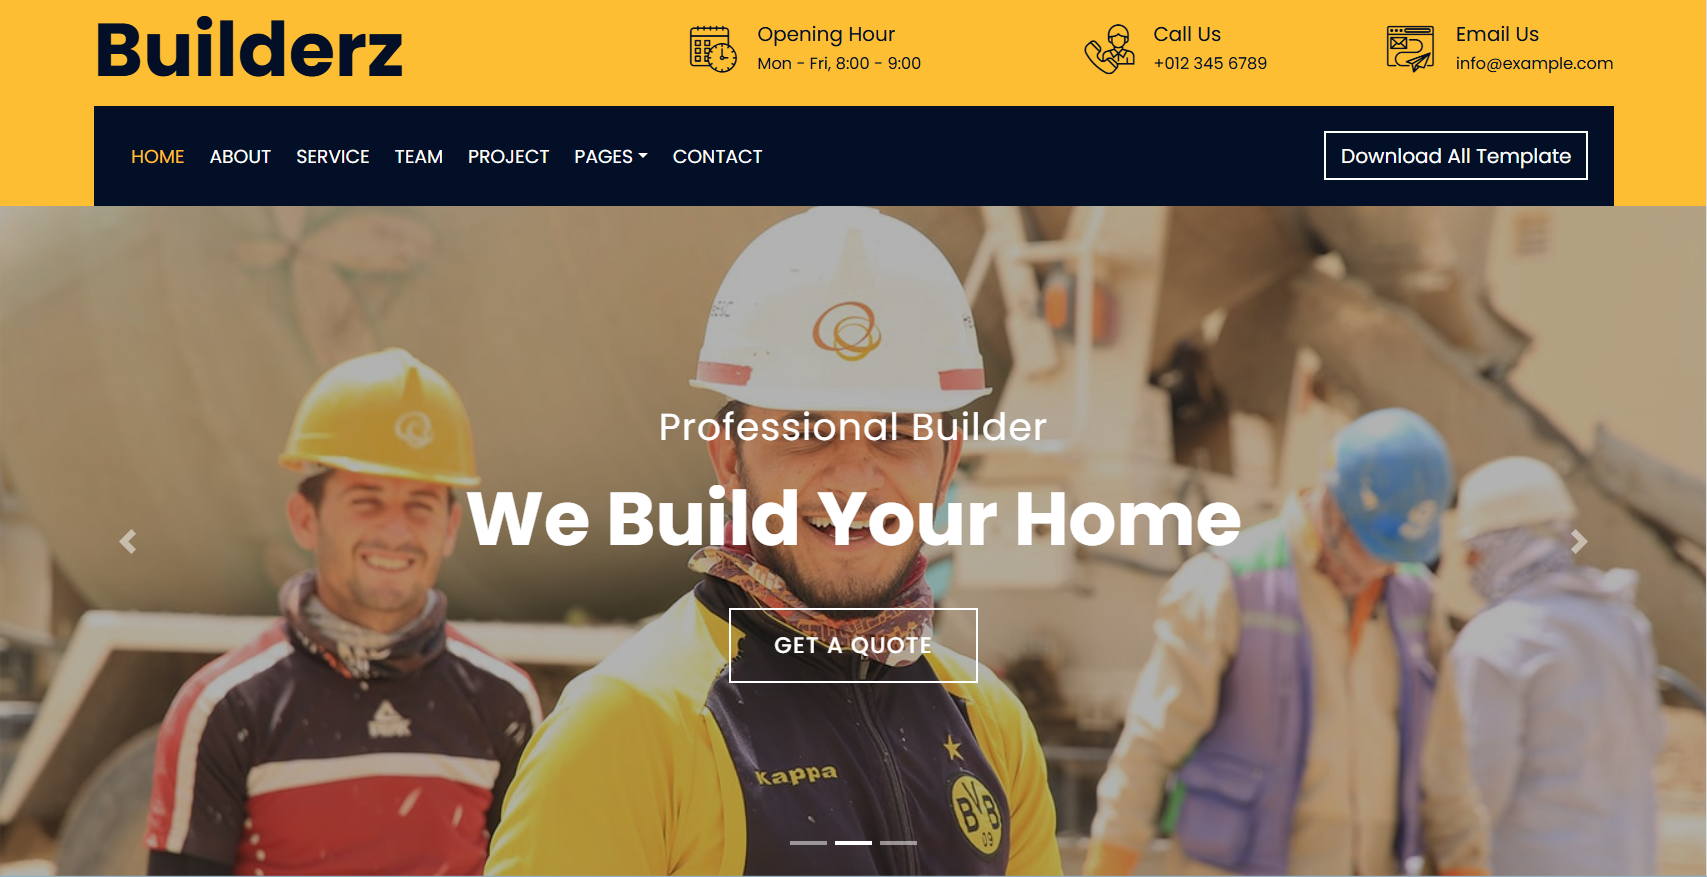 Builderz
Opening Hour
Mon - Fri, 8:00 - 9:00
Call Us
+012 345 6789
Email Us
info@example.com
HOME ABOUT SERVICE TEAM PROJECT PAGES CONTACT
Download All Template
Professional Builder
We Build Your Home
GET A QUOTE
Kappa
BVB
09